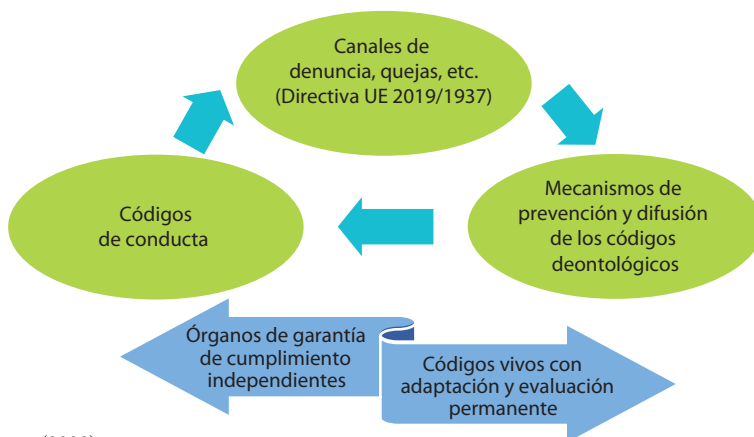 Canales de
denuncia, quejas, etc.
(Directiva UE 2019/1937)
Códigos
de conducta
Mecanismos de
prevención y difusión
de los códigos
deontológicos
Órganos de garantía
de cumplimiento
independientes
Códigos vivos con
adaptación y evaluación
permanente